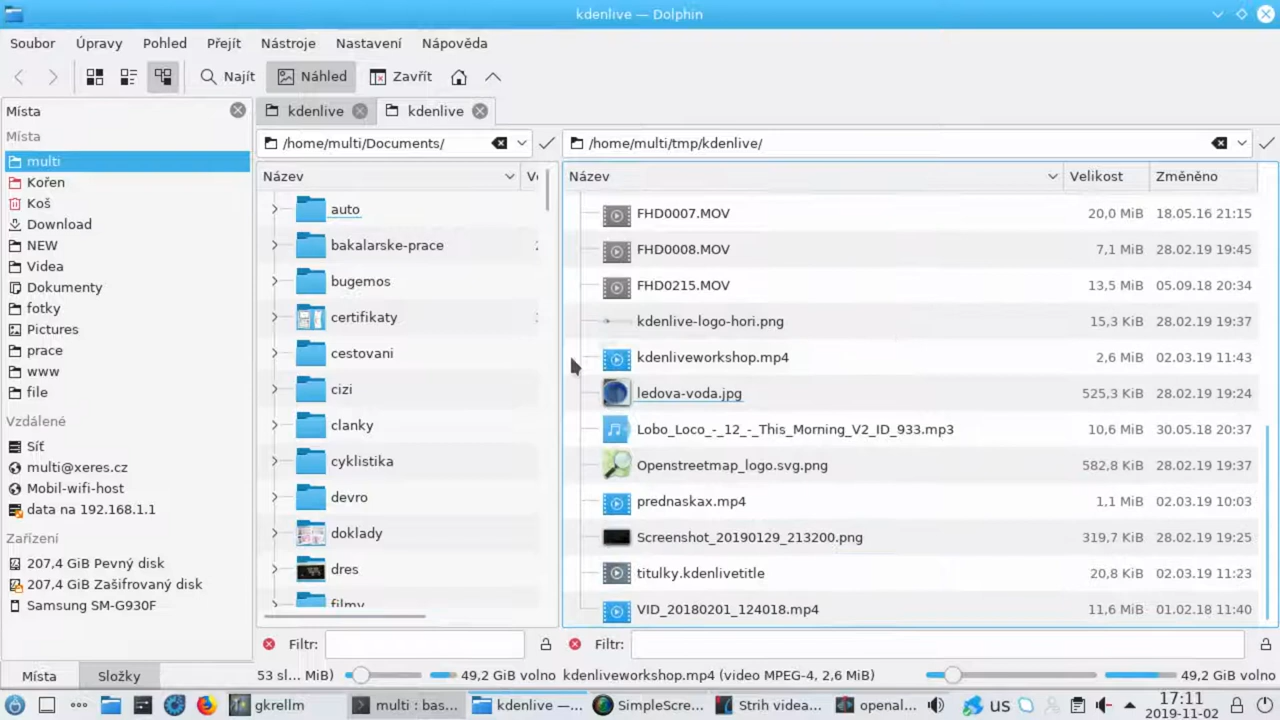 kdenlive — Dolphin
Soubor Úpravy Pohled Přejít Nástroje Nastavení Nápověda
Najít Náhled Zavřít
Místa
Místa
multi
Kořen
Koš
Download
NEW
Videa
Dokumenty
fotky
Pictures
prace
www
file
Vzdálené
Síť
multi@xeres.cz
Mobil-wifi-host
data na 192.168.1.1
Zařízení
207,4 GiB Pevný disk
207,4 GiB Zašifrovaný disk
Samsung SM-G930F
Místa Složky
kdenlive kdenlive
/home/multi/Documents/
Název
auto
bakalarske-prace
bugemos
certifikaty
cestovani
cizi
clanky
cyklistika
devro
doklady
dres
filmy
Filtr:
53 sl... MiB) 49,2 GiB volno
/home/multi/tmp/kdenlive/
Název Velikost Změněno
FHD0007.MOV 20,0 MiB 18.05.16 21:15
FHD0008.MOV 7,1 MiB 28.02.19 19:45
FHD0215.MOV 13,5 MiB 05.09.18 20:34
kdenlive-logo-hori.png 15,3 KiB 28.02.19 19:37
kdenliveworkshop.mp4 2,6 MiB 02.03.19 11:43
ledova-voda.jpg 525,3 KiB 28.02.19 19:24
Lobo_Loco_-_12_-_This_Morning_V2_ID_933.mp3 10,6 MiB 30.05.18 20:37
Openstreetmap_logo.svg.png 582,8 KiB 28.02.19 19:37
prednaskax.mp4 1,1 MiB 02.03.19 10:03
Screenshot_20190129_213200.png 319,7 KiB 28.02.19 19:25
titulky.kdenlivetitle 20,8 KiB 02.03.19 11:23
VID_20180201_124018.mp4 11,6 MiB 01.02.18 11:40
Filtr:
kdenliveworkshop.mp4 (video MPEG-4, 2,6 MiB) 49,2 GiB volno
gkrellm multi : bas... kdenlive —... SimpleScre... Strih videa... openal... us 17:11
2019-11-02